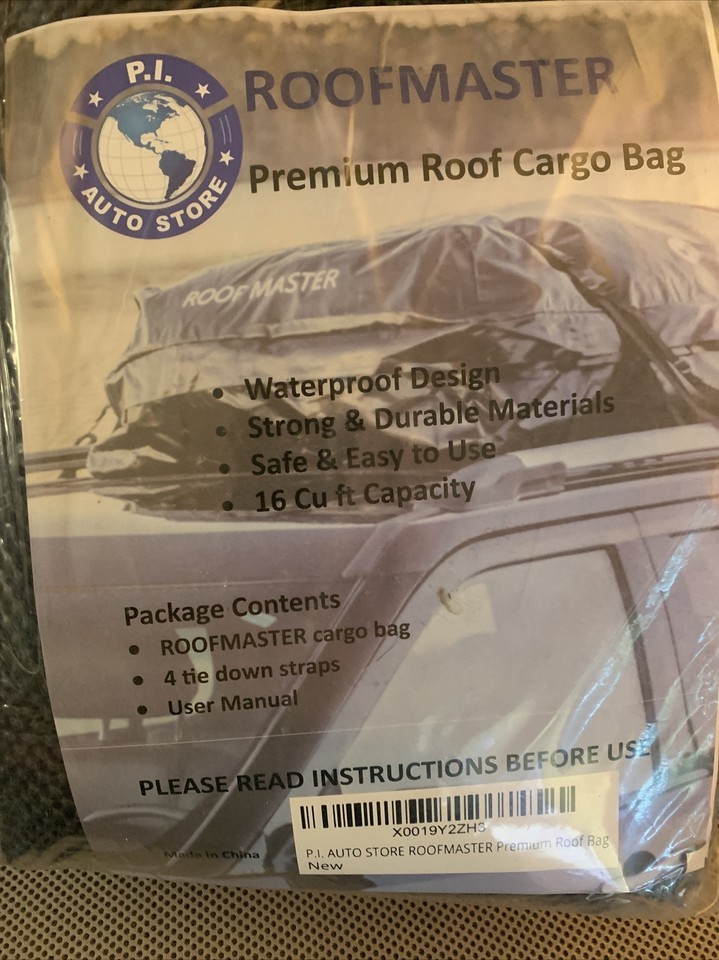 P.I.
AUTO STORE
ROOFMASTER
Premium Roof Cargo Bag
ROOFMASTER
• Waterproof Design
• Strong & Durable Materials
• Safe & Easy to Use
• 16 Cu ft Capacity
Package Contents
• ROOFMASTER cargo bag
• 4 tie down straps
• User Manual
PLEASE READ INSTRUCTIONS BEFORE USE
X0019Y2ZH3
P.I. AUTO STORE ROOFMASTER Premium Roof Bag
New
Made in China